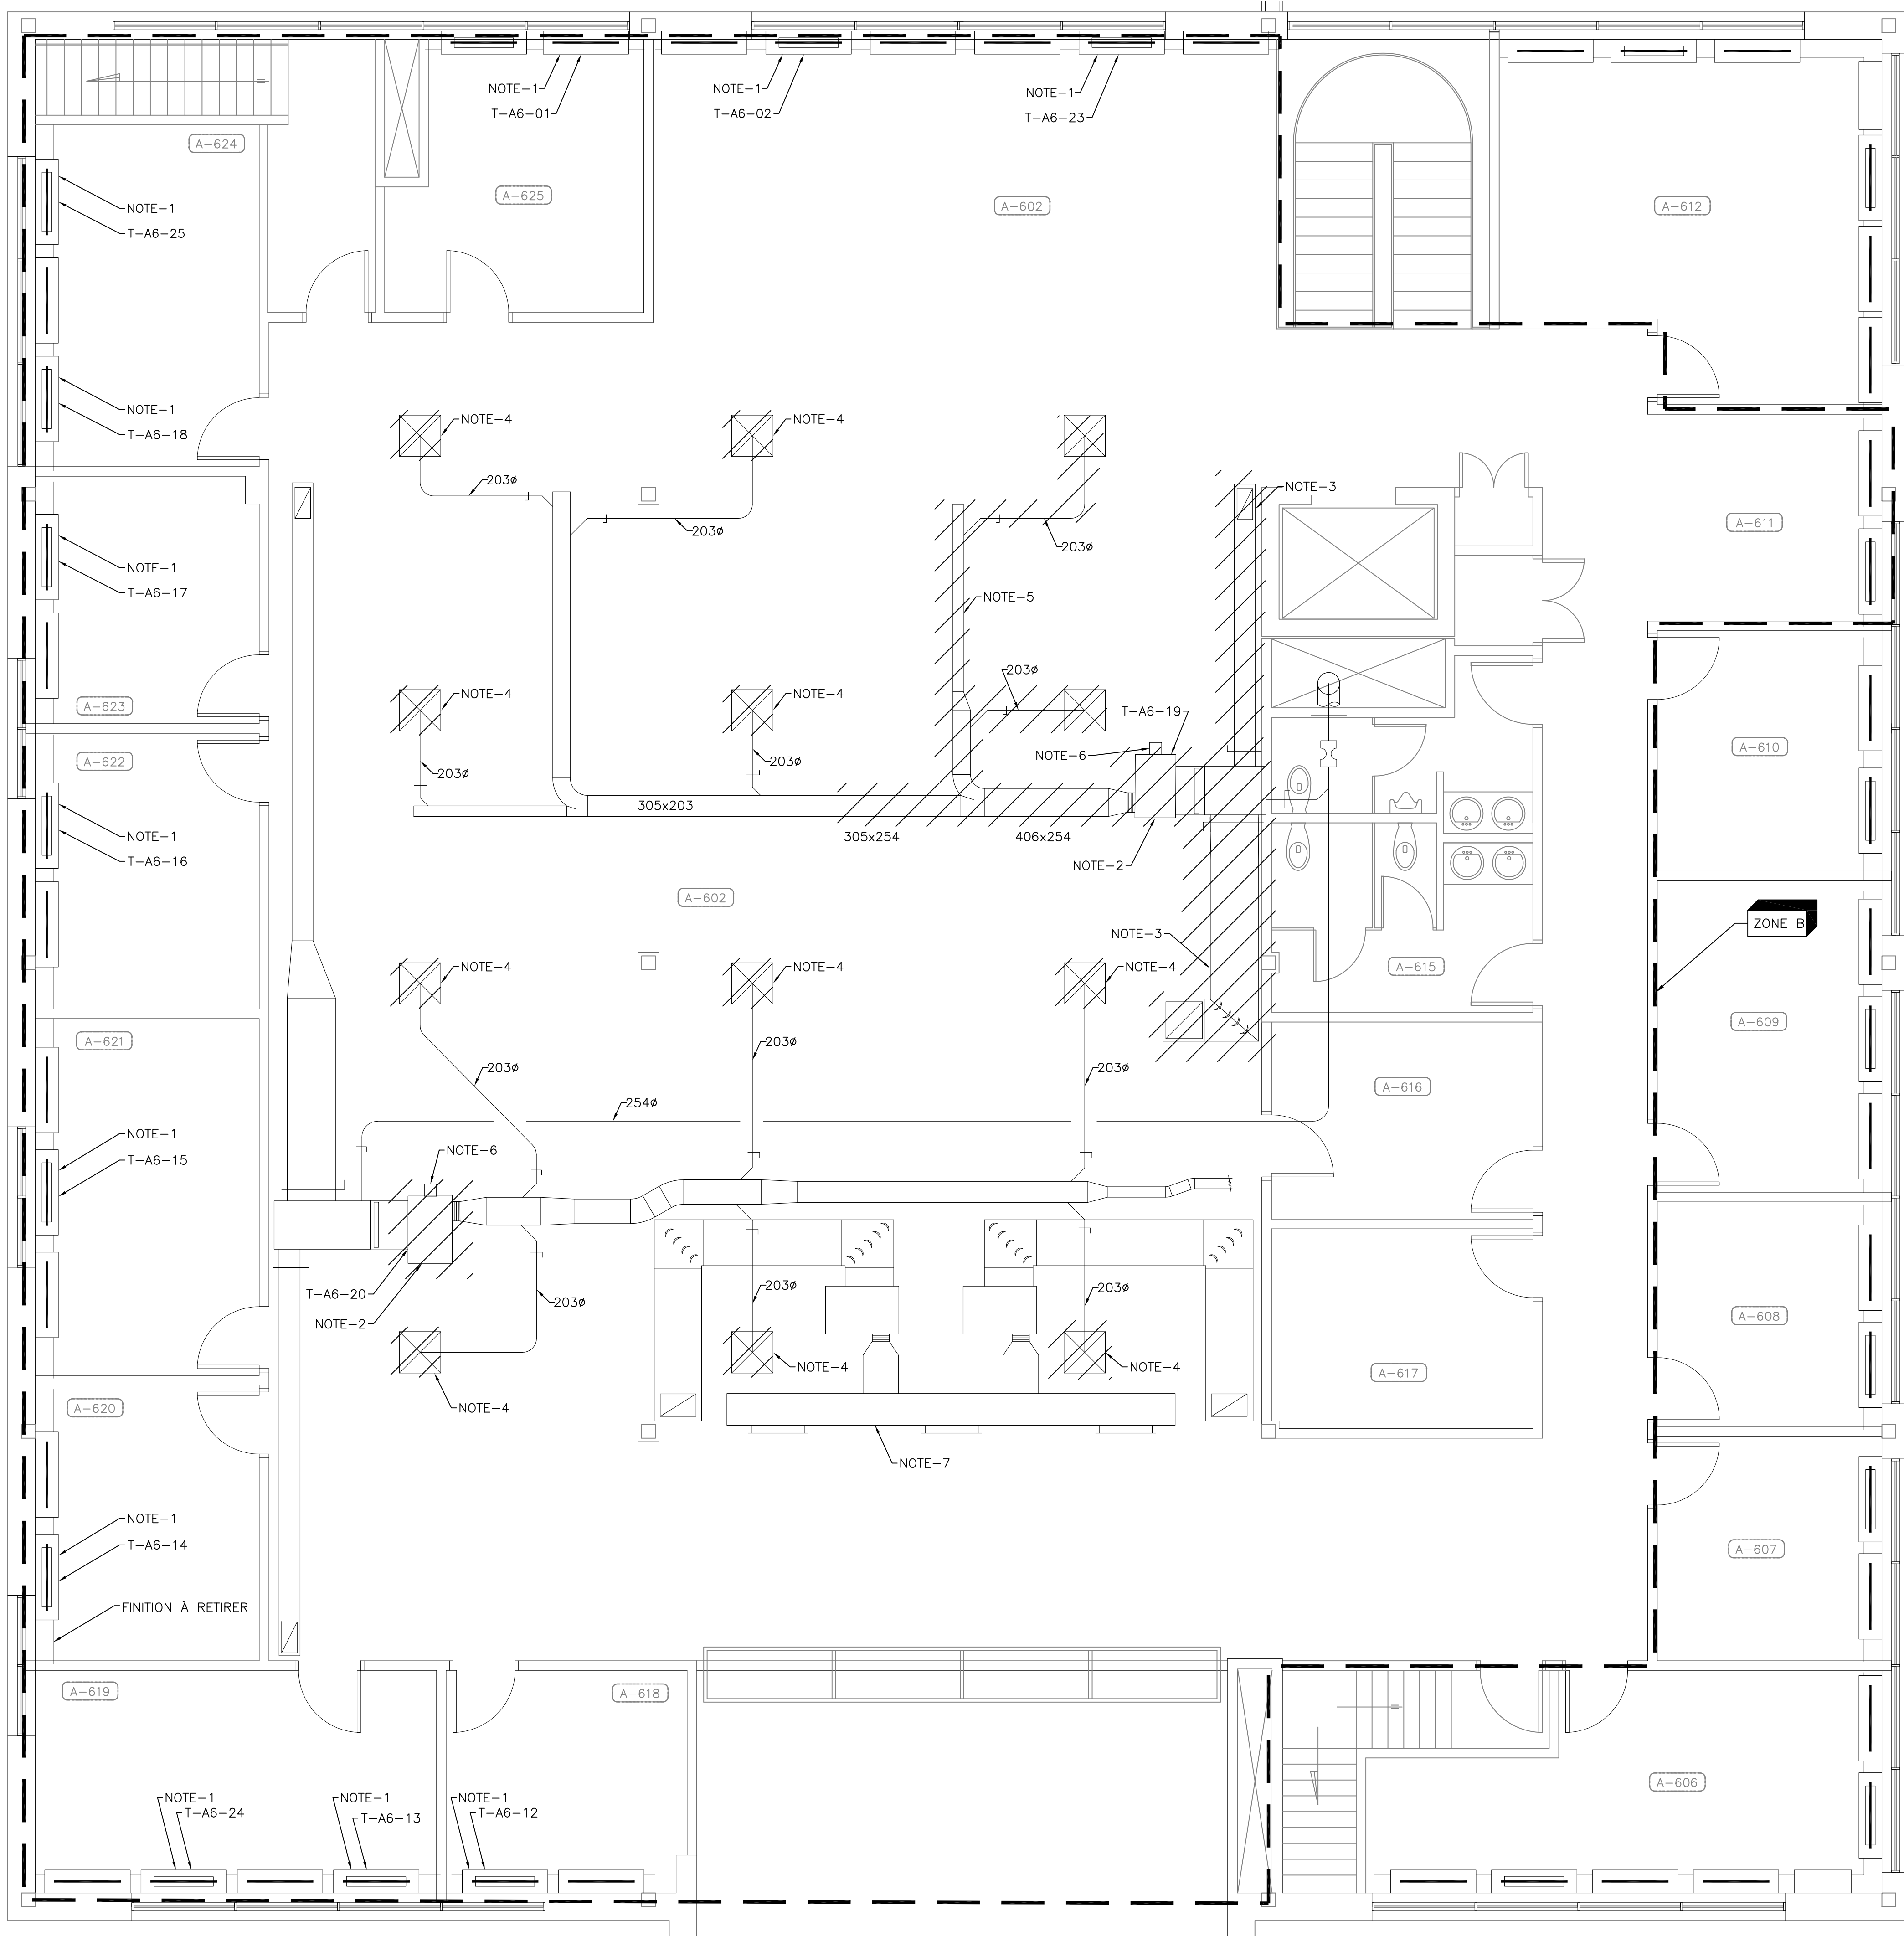 NOTE-1
T-A6-01
NOTE-1
T-A6-02
NOTE-1
T-A6-23
A-624
A-625
A-602
A-612
NOTE-1
T-A6-25
NOTE-1
T-A6-18
NOTE-4
NOTE-4
203ø
203ø
203ø
NOTE-3
A-611
NOTE-1
T-A6-17
NOTE-5
A-623
NOTE-4
NOTE-4
203ø
T-A6-19
NOTE-6
A-622
203ø
203ø
A-610
305x203
305x254
406x254
NOTE-1
T-A6-16
NOTE-2
A-602
ZONE B
NOTE-3
NOTE-4
NOTE-4
NOTE-4
A-615
A-609
A-621
203ø
203ø
203ø
A-616
254ø
NOTE-1
T-A6-15
NOTE-6
T-A6-20
NOTE-2
203ø
203ø
203ø
A-608
NOTE-4
NOTE-4
A-617
A-620
NOTE-4
NOTE-7
NOTE-1
T-A6-14
A-607
FINITION À RETIRER
A-619
A-618
A-606
NOTE-1
T-A6-24
NOTE-1
T-A6-13
NOTE-1
T-A6-12